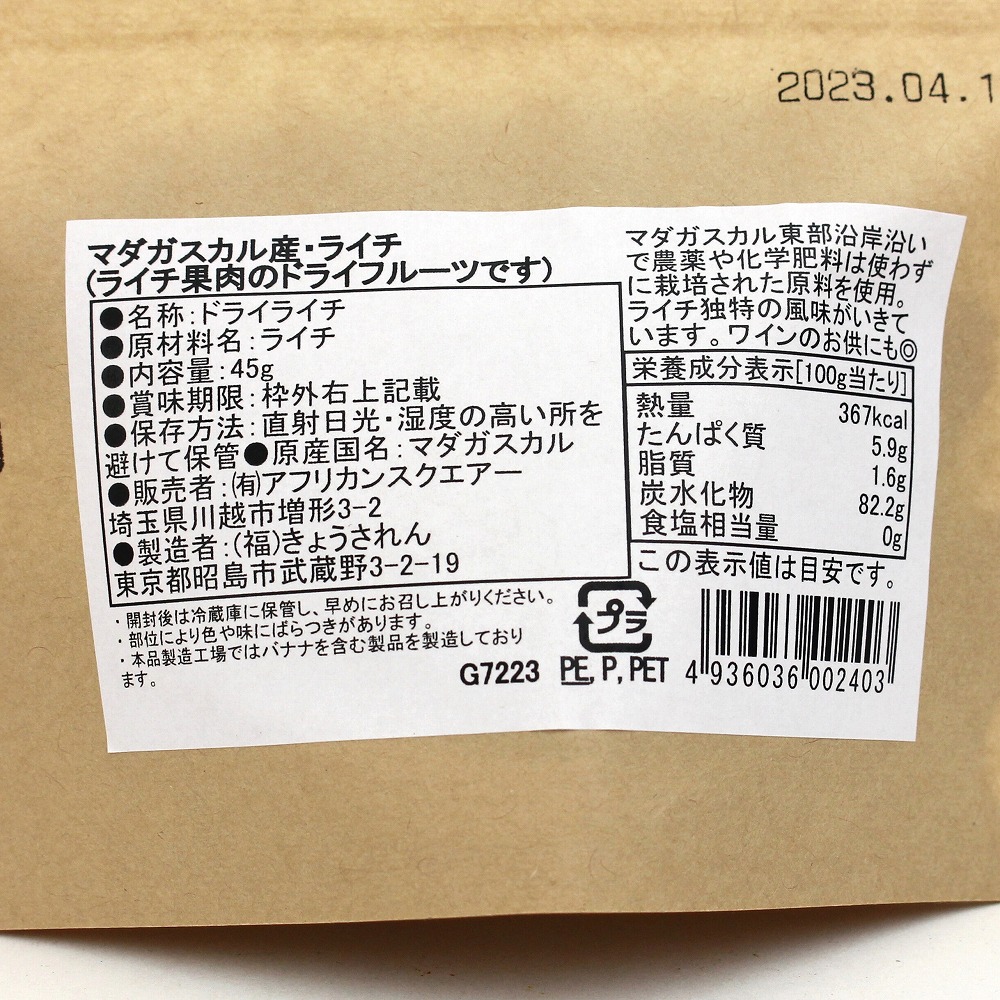 2023.04.1
マダガスカル産・ライチ
(ライチ果肉のドライフルーツです)
●名称:ドライライチ
●原材料名:ライチ
●内容量:45g
●賞味期限:枠外右上記載
●保存方法:直射日光・湿度の高い所を
避けて保管●原産国名:マダガスカル
●販売者:㈲アフリカンスクエアー
埼玉県川越市増形3-2
●製造者:(福)きょうされん
東京都昭島市武蔵野3-2-19
・開封後は冷蔵庫に保管し、早めにお召し上がりください。
・部位により色や味にばらつきがあります。
・本品製造工場ではバナナを含む製品を製造しており
ます。
G7223
マダガスカル東部沿岸沿い
で農薬や化学肥料は使わず
に栽培された原料を使用。
ライチ独特の風味がいきて
います。ワインのお供にも◎
栄養成分表示[100g当たり]
熱量 367kcal
たんぱく質 5.9g
脂質 1.6g
炭水化物 82.2g
食塩相当量 0g
この表示値は目安です。
プラ
PE, P, PET
4 936036 002403